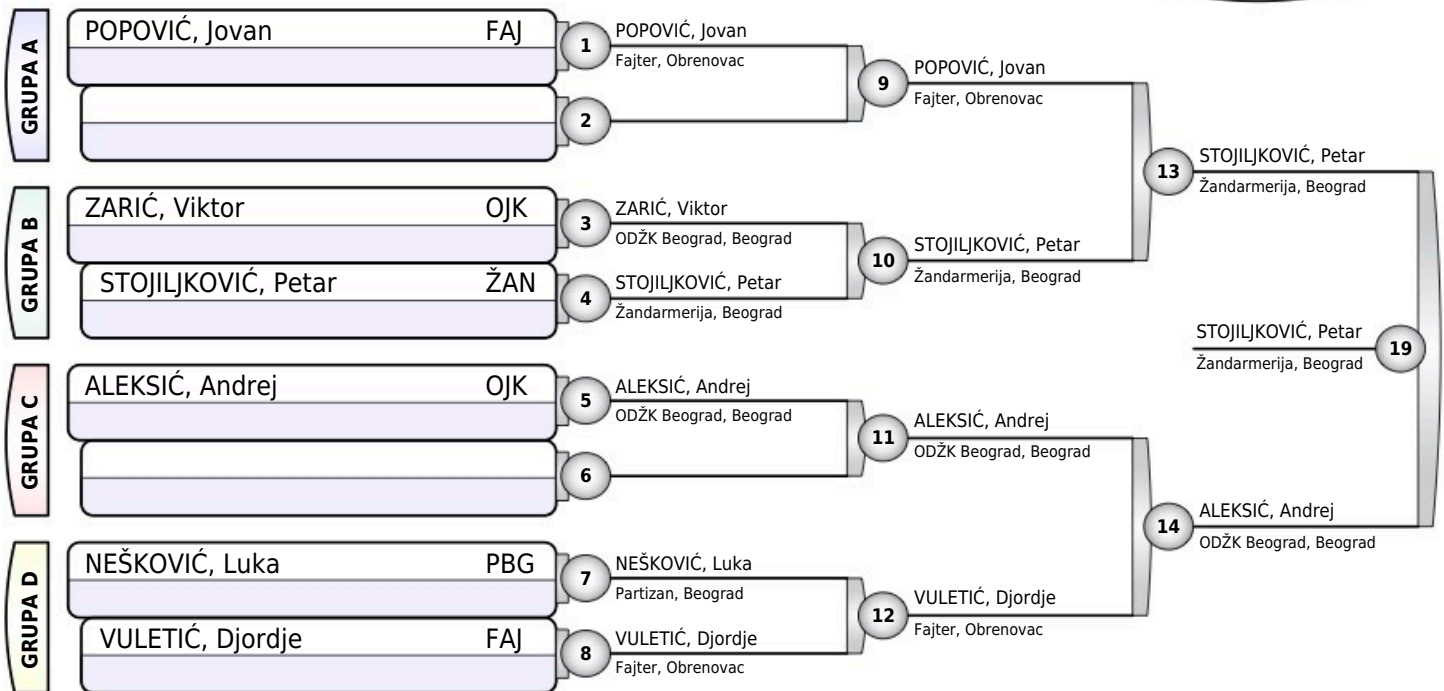 GRUPA A
POPOVIĆ, Jovan FAJ
1
POPOVIĆ, Jovan
Fajter, Obrenovac
2
9
POPOVIĆ, Jovan
Fajter, Obrenovac
GRUPA B
ZARIĆ, Viktor OJK
3
ZARIĆ, Viktor
ODŽK Beograd, Beograd
STOJILJKOVIĆ, Petar ŽAN
4
STOJILJKOVIĆ, Petar
Žandarmerija, Beograd
10
STOJILJKOVIĆ, Petar
Žandarmerija, Beograd
13
STOJILJKOVIĆ, Petar
Žandarmerija, Beograd
GRUPA C
ALEKSIĆ, Andrej OJK
5
ALEKSIĆ, Andrej
ODŽK Beograd, Beograd
6
11
ALEKSIĆ, Andrej
ODŽK Beograd, Beograd
GRUPA D
NEŠKOVIĆ, Luka PBG
7
NEŠKOVIĆ, Luka
Partizan, Beograd
VULETIĆ, Djordje FAJ
8
VULETIĆ, Djordje
Fajter, Obrenovac
12
VULETIĆ, Djordje
Fajter, Obrenovac
14
ALEKSIĆ, Andrej
ODŽK Beograd, Beograd
STOJILJKOVIĆ, Petar
Žandarmerija, Beograd
19